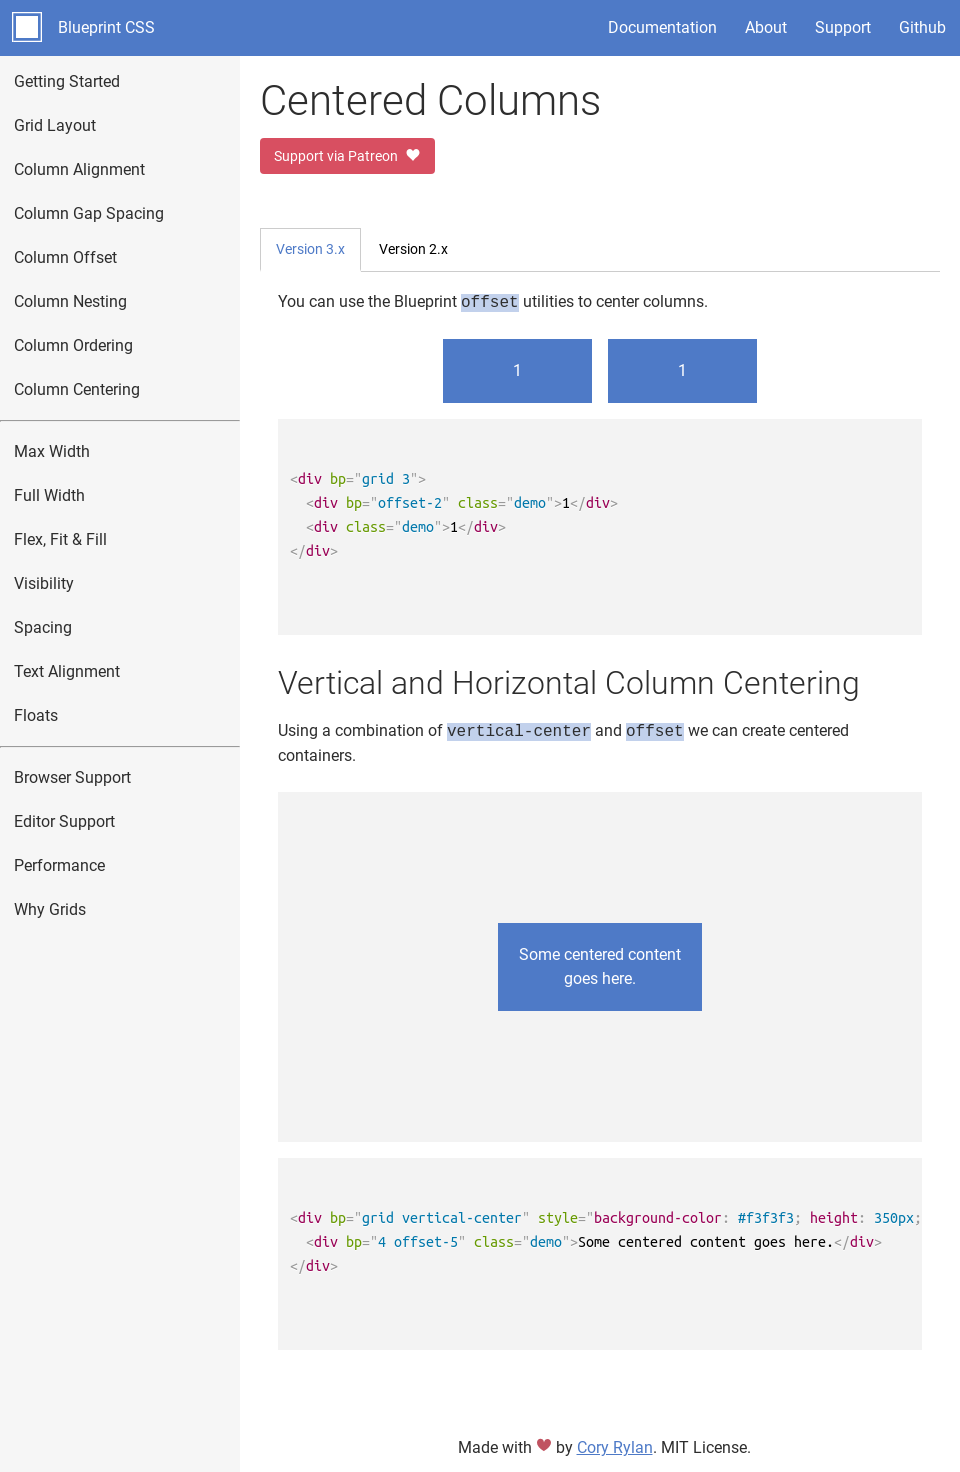 Blueprint CSS
Documentation
About
Support
Github
Getting Started
Grid Layout
Column Alignment
Column Gap Spacing
Column Offset
Column Nesting
Column Ordering
Column Centering
Max Width
Full Width
Flex, Fit & Fill
Visibility
Spacing
Text Alignment
Floats
Browser Support
Editor Support
Performance
Why Grids
Centered Columns
Support via Patreon
Version 3.x
Version 2.x
You can use the Blueprint offset utilities to center columns.
1
1
<div bp="grid 3">
  <div bp="offset-2" class="demo">1</div>
  <div class="demo">1</div>
</div>
Vertical and Horizontal Column Centering
Using a combination of vertical-center and offset we can create centered
containers.
Some centered content
goes here.
<div bp="grid vertical-center" style="background-color: #f3f3f3; height: 350px;
  <div bp="4 offset-5" class="demo">Some centered content goes here.</div>
</div>
Made with ♥ by Cory Rylan. MIT License.